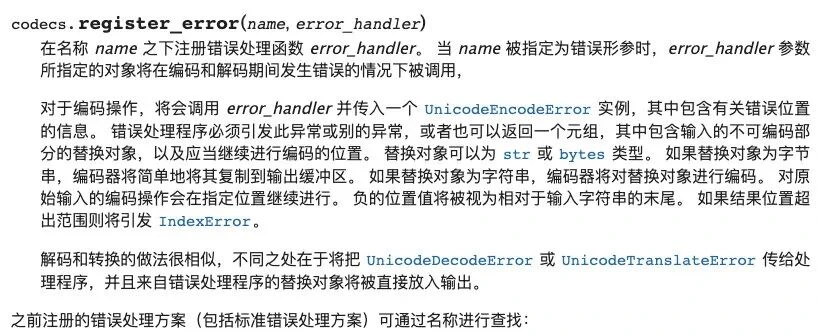 codecs.register_error(name, error_handler)
在名称 name 之下注册错误处理函数 error_handler。 当 name 被指定为错误形参时，error_handler 参数
所指定的对象将在编码和解码期间发生错误的情况下被调用，
对于编码操作，将会调用 error_handler 并传入一个 UnicodeEncodeError 实例，其中包含有关错误位置
的信息。 错误处理程序必须引发此异常或别的异常，或者也可以返回一个元组，其中包含输入的不可编码部
分的替换对象，以及应当继续进行编码的位置。 替换对象可以为 str 或 bytes 类型。 如果替换对象为字节
串，编码器将简单地将其复制到输出缓冲区。 如果替换对象为字符串，编码器将对替换对象进行编码。 对原
始输入的编码操作会在指定位置继续进行。 负的位置值将被视为相对于输入字符串的末尾。 如果结果位置超
出范围则将引发 IndexError。
解码和转换的做法很相似，不同之处在于将把 UnicodeDecodeError 或 UnicodeTranslateError 传给处
理程序，并且来自错误处理程序的替换对象将被直接放入输出。
之前注册的错误处理方案（包括标准错误处理方案）可通过名称进行查找：